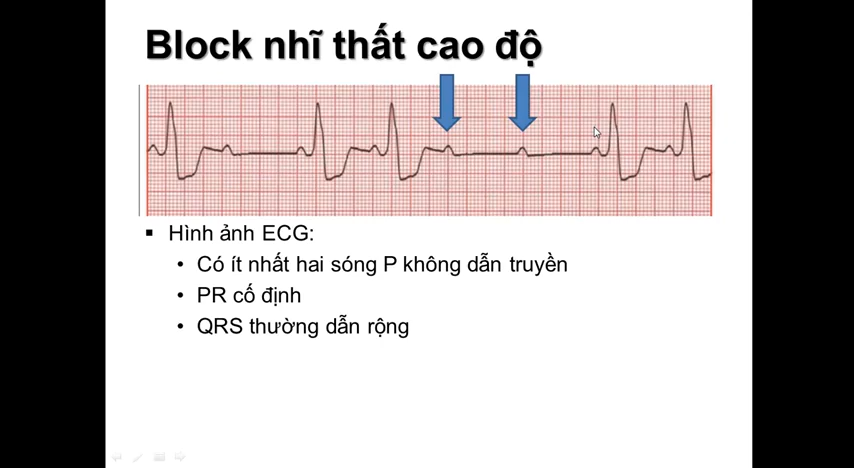 Block nhĩ thất cao độ
Hình ảnh ECG:
Có ít nhất hai sóng P không dẫn truyền
PR cố định
QRS thường dẫn rộng